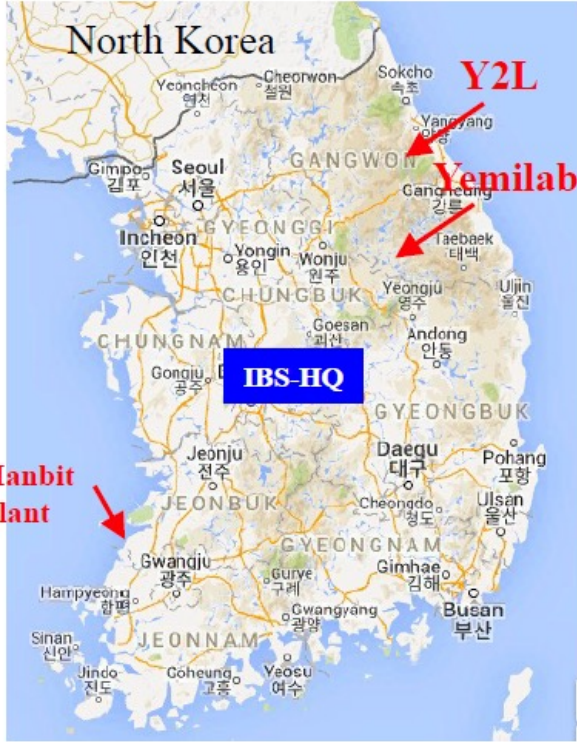 North Korea
Sokcho
속초
Cheorwon
철원
Yeoncheon
연천
Y2L
Yangyang
양양
Gimpo
김포
Seoul
서울
GANGWON
Yemilab
Gangneung
강릉
Incheon
인천
GYEONGGI
Yongin
용인
Wonju
원주
Taebaek
태백
CHUNGBUK
Yeongju
영주
Uljin
울진
CHUNGNAM
Goesan
괴산
Andong
안동
Gongju
공주
IBS-HQ
GYEONGBUK
Jeonju
전주
Daegu
대구
Pohang
포항
anbit
lant
JEONBUK
Cheongdo
청도
Ulsan
울산
GYEONGNAM
Gwangju
광주
Gurye
구례
Gimhae
김해
Hampyeong
함평
Gwangyang
광양
Busan
부산
Sinan
신안
JEONNAM
Jindo
진도
Goheung
고흥
Yeosu
여수